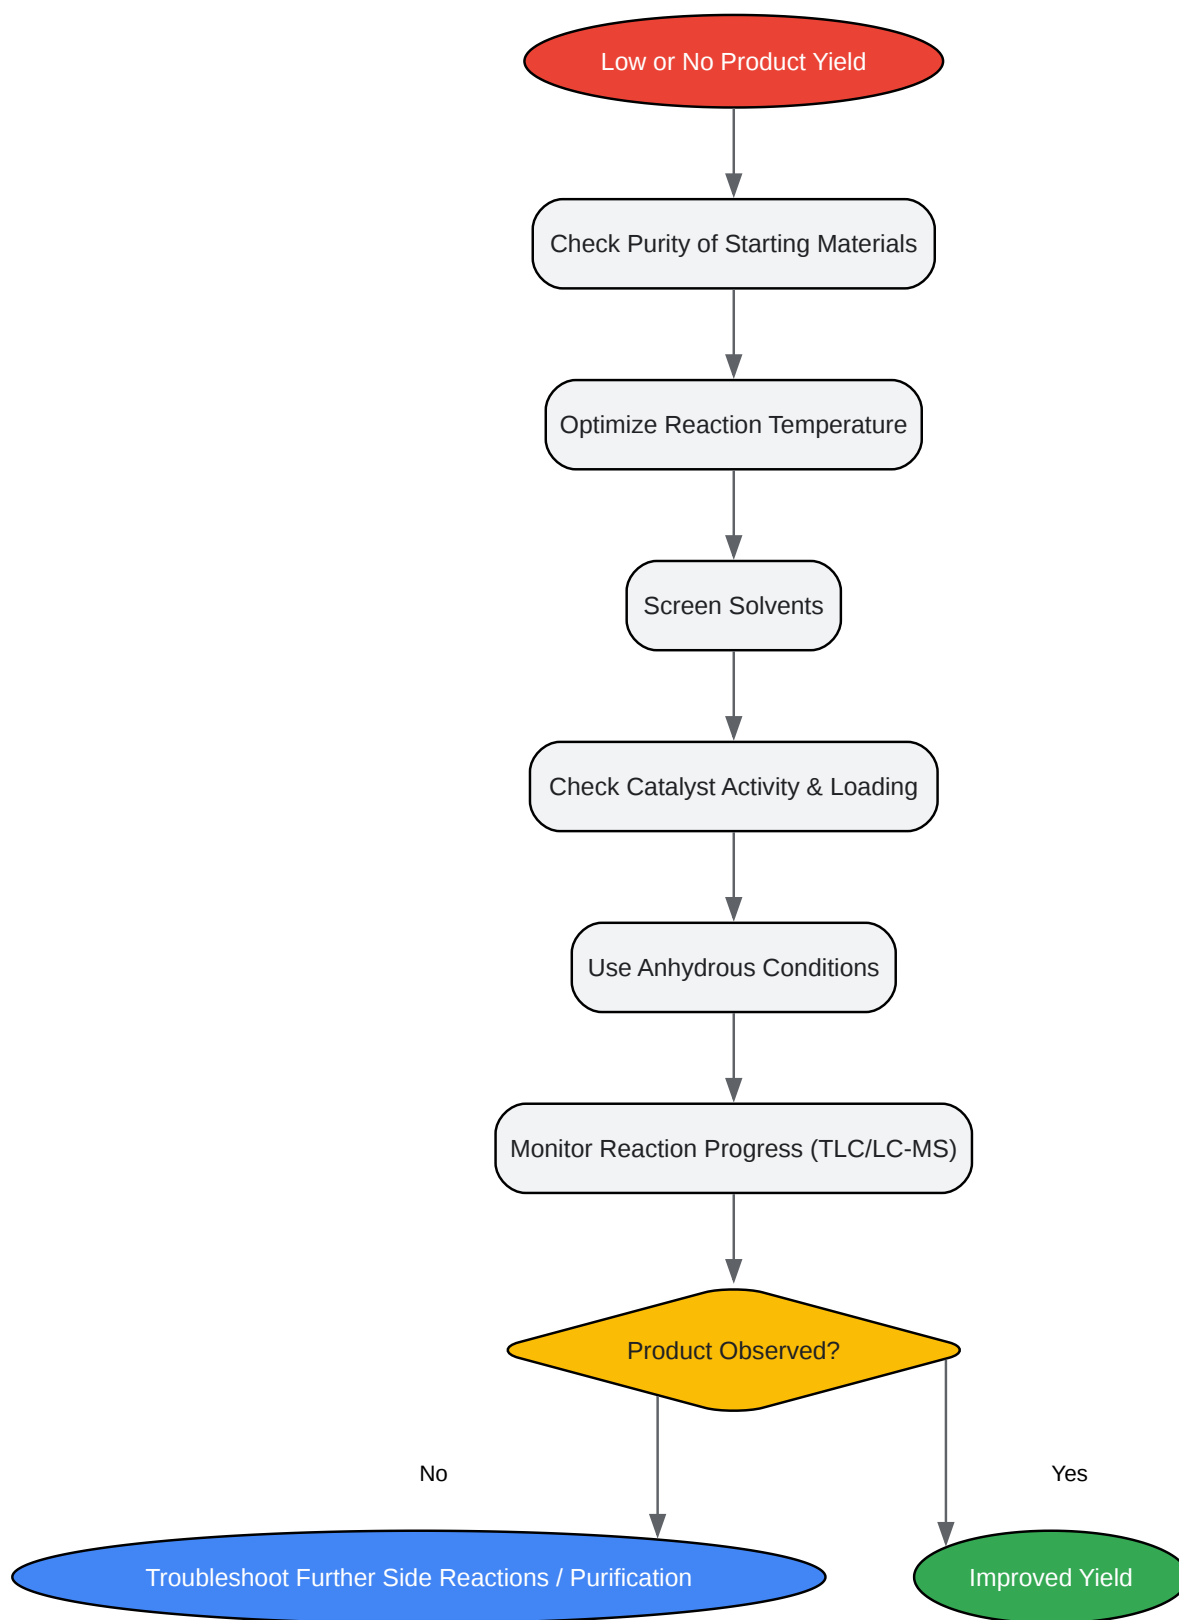 Low or No Product Yield
Check Purity of Starting Materials
Optimize Reaction Temperature
Screen Solvents
Check Catalyst Activity & Loading
Use Anhydrous Conditions
Monitor Reaction Progress (TLC/LC-MS)
Product Observed?
No
Yes
Troubleshoot Further Side Reactions / Purification
Improved Yield